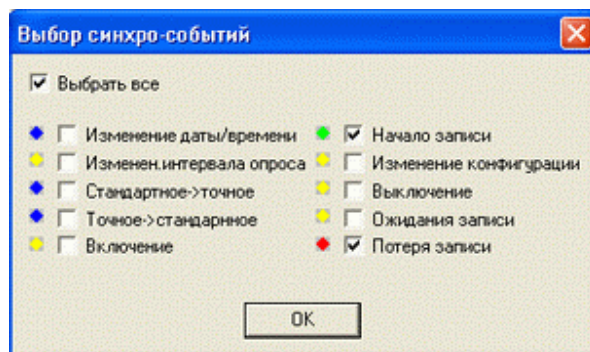 Выбор синхро-событий
Выбрать все
Изменение даты/времени
Изменен.интервала опроса
Стандартное->точное
Точное->стандарнное
Включение
Начало записи
Изменение конфигурации
Выключение
Ожидания записи
Потеря записи
OK